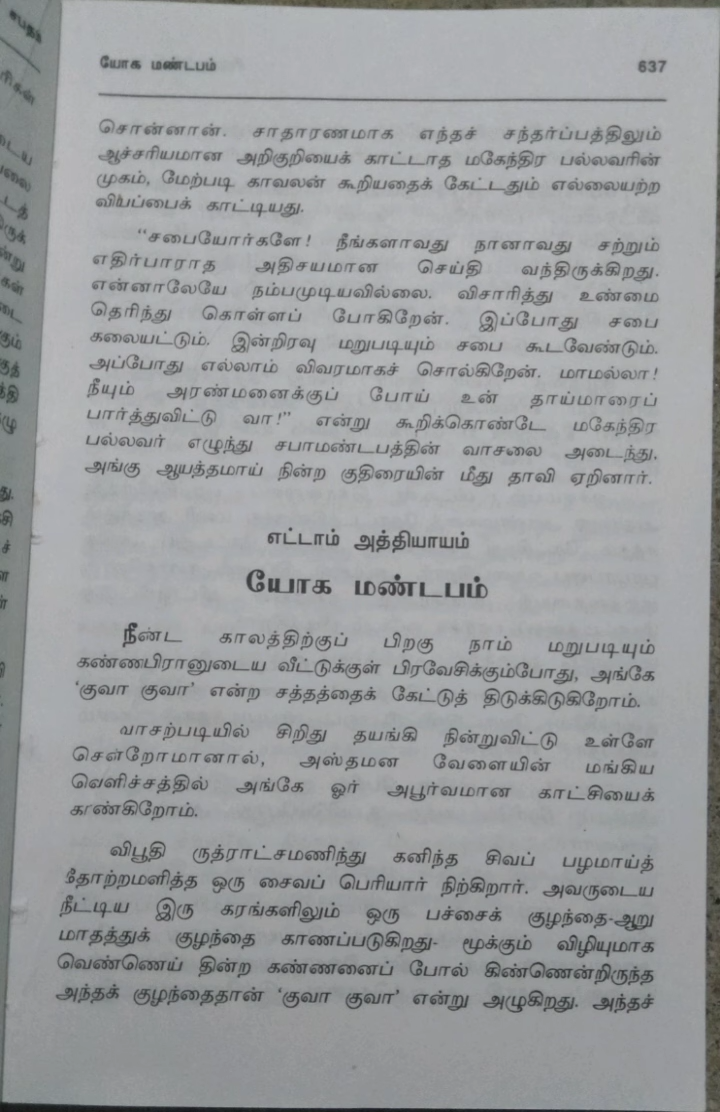 யோக மண்டபம் 637
சொன்னான். சாதாரணமாக எந்தச் சந்தர்ப்பத்திலும்
ஆச்சரியமான அறிகுறியைக் காட்டாத மகேந்திர பல்லவரின்
முகம், மேற்படி காவலன் கூறியதைக் கேட்டதும் எல்லையற்ற
வியப்பைக் காட்டியது.
“சபையோர்களே! நீங்களாவது நானாவது சற்றும்
எதிர்பாராத அதிசயமான செய்தி வந்திருக்கிறது.
என்னாலேயே நம்பமுடியவில்லை. விசாரித்து உண்மை
தெரிந்து கொள்ளப் போகிறேன். இப்போது சபை
கலையட்டும். இன்றிரவு மறுபடியும் சபை கூடவேண்டும்.
அப்போது எல்லாம் விவரமாகச் சொல்கிறேன். மாமல்லா!
நீயும் அரண்மனைக்குப் போய் உன் தாய்மாரைப்
பார்த்துவிட்டு வா!” என்று கூறிக்கொண்டே மகேந்திர
பல்லவர் எழுந்து சபாமண்டபத்தின் வாசலை அடைந்து,
அங்கு ஆயத்தமாய் நின்ற குதிரையின் மீது தாவி ஏறினார்.
எட்டாம் அத்தியாயம்
யோக மண்டபம்
நீண்ட காலத்திற்குப் பிறகு நாம் மறுபடியும்
கண்ணபிரானுடைய வீட்டுக்குள் பிரவேசிக்கும்போது, அங்கே
‘குவா குவா’ என்ற சத்தத்தைக் கேட்டுத் திடுக்கிடுகிறோம்.
வாசற்படியில் சிறிது தயங்கி நின்றுவிட்டு உள்ளே
சென்றோமானால், அஸ்தமன வேளையின் மங்கிய
வெளிச்சத்தில் அங்கே ஓர் அபூர்வமான காட்சியைக்
காண்கிறோம்.
விபூதி ருத்ராட்சமணிந்து கனிந்த சிவப் பழமாய்த்
தோற்றமளித்த ஒரு சைவப் பெரியார் நிற்கிறார். அவருடைய
நீட்டிய இரு கரங்களிலும் ஒரு பச்சைக் குழந்தை-ஆறு
மாதத்துக் குழந்தை காணப்படுகிறது- மூக்கும் விழியுமாக
வெண்ணெய் தின்ற கண்ணனைப் போல் கிண்ணென்றிருந்த
அந்தக் குழந்தைதான் ‘குவா குவா’ என்று அழுகிறது. அந்தச்